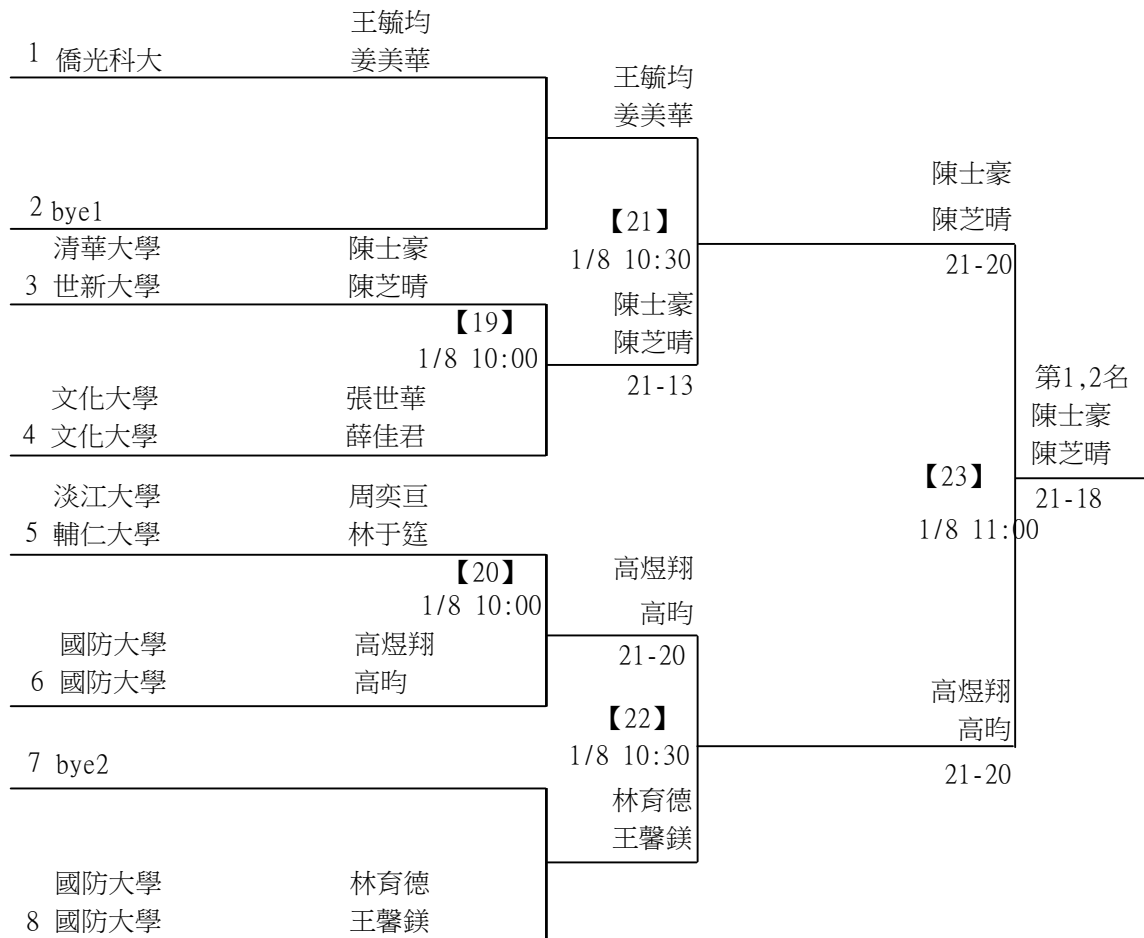 王毓均
1 僑光科大 姜美華
王毓均
姜美華
2 bye1
陳士豪
陳芝晴
【21】
清華大學 陳士豪
1/8 10:30
21-20
3 世新大學 陳芝晴
陳士豪
【19】
陳芝晴
1/8 10:00
21-13
第1,2名
文化大學 張世華
陳士豪
4 文化大學 薛佳君
陳芝晴
【23】
淡江大學 周奕亘
21-18
5 輔仁大學 林于筳
1/8 11:00
【20】
高煜翔
1/8 10:00
高昀
國防大學 高煜翔
21-20
6 國防大學 高昀
高煜翔
【22】
高昀
7 bye2
1/8 10:30
21-20
林育德
王馨鎂
國防大學 林育德
8 國防大學 王馨鎂